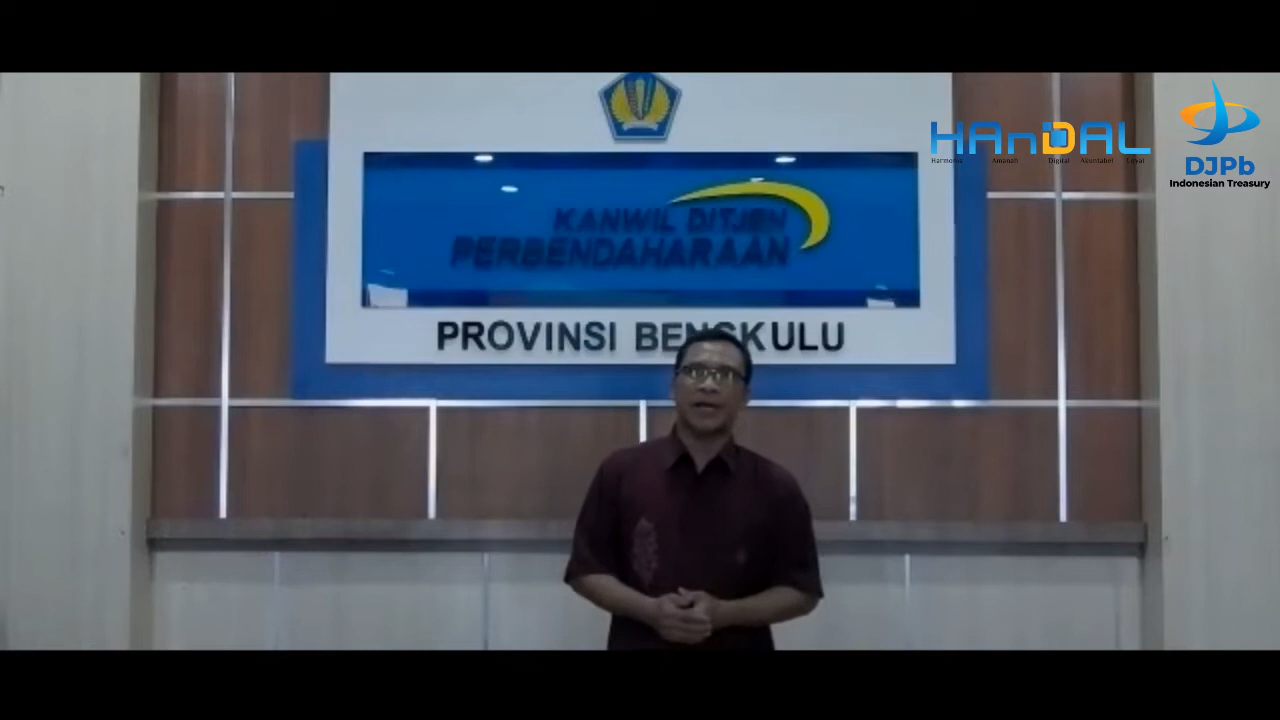 KANWIL DITJEN
PERBENDAHARAAN
PROVINSI BENGKULU
HAnDAL
Harmonis Amanah Digital Akuntabel Loyal
DJPb
Indonesian Treasury